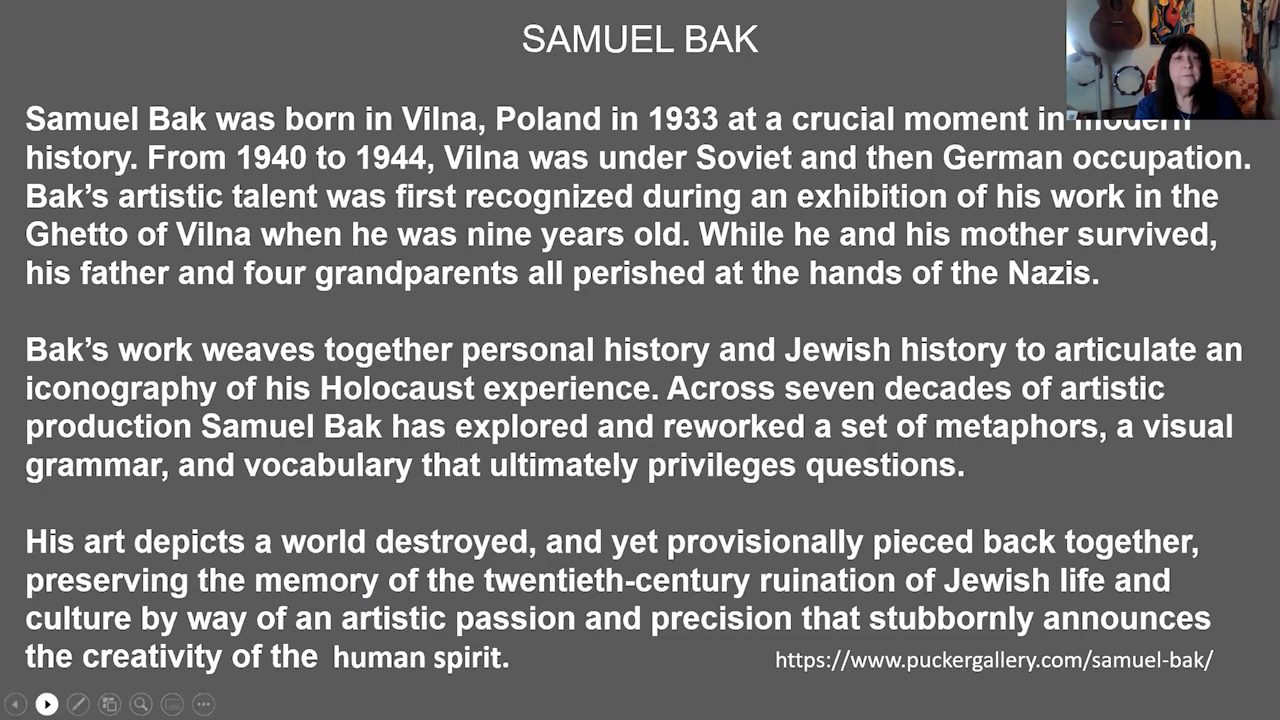 SAMUEL BAK
Samuel Bak was born in Vilna, Poland in 1933 at a crucial moment in modern
history. From 1940 to 1944, Vilna was under Soviet and then German occupation.
Bak’s artistic talent was first recognized during an exhibition of his work in the
Ghetto of Vilna when he was nine years old. While he and his mother survived,
his father and four grandparents all perished at the hands of the Nazis.
Bak’s work weaves together personal history and Jewish history to articulate an
iconography of his Holocaust experience. Across seven decades of artistic
production Samuel Bak has explored and reworked a set of metaphors, a visual
grammar, and vocabulary that ultimately privileges questions.
His art depicts a world destroyed, and yet provisionally pieced back together,
preserving the memory of the twentieth-century ruination of Jewish life and
culture by way of an artistic passion and precision that stubbornly announces
the creativity of the human spirit.
https://www.puckergallery.com/samuel-bak/